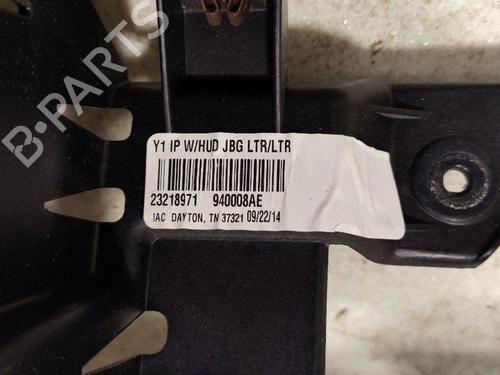 B-PARTS
Y1 IP W/HUD JBG LTR/LTR
23218971 940008AE
IAC DAYTON, TN 37321 09/22/14